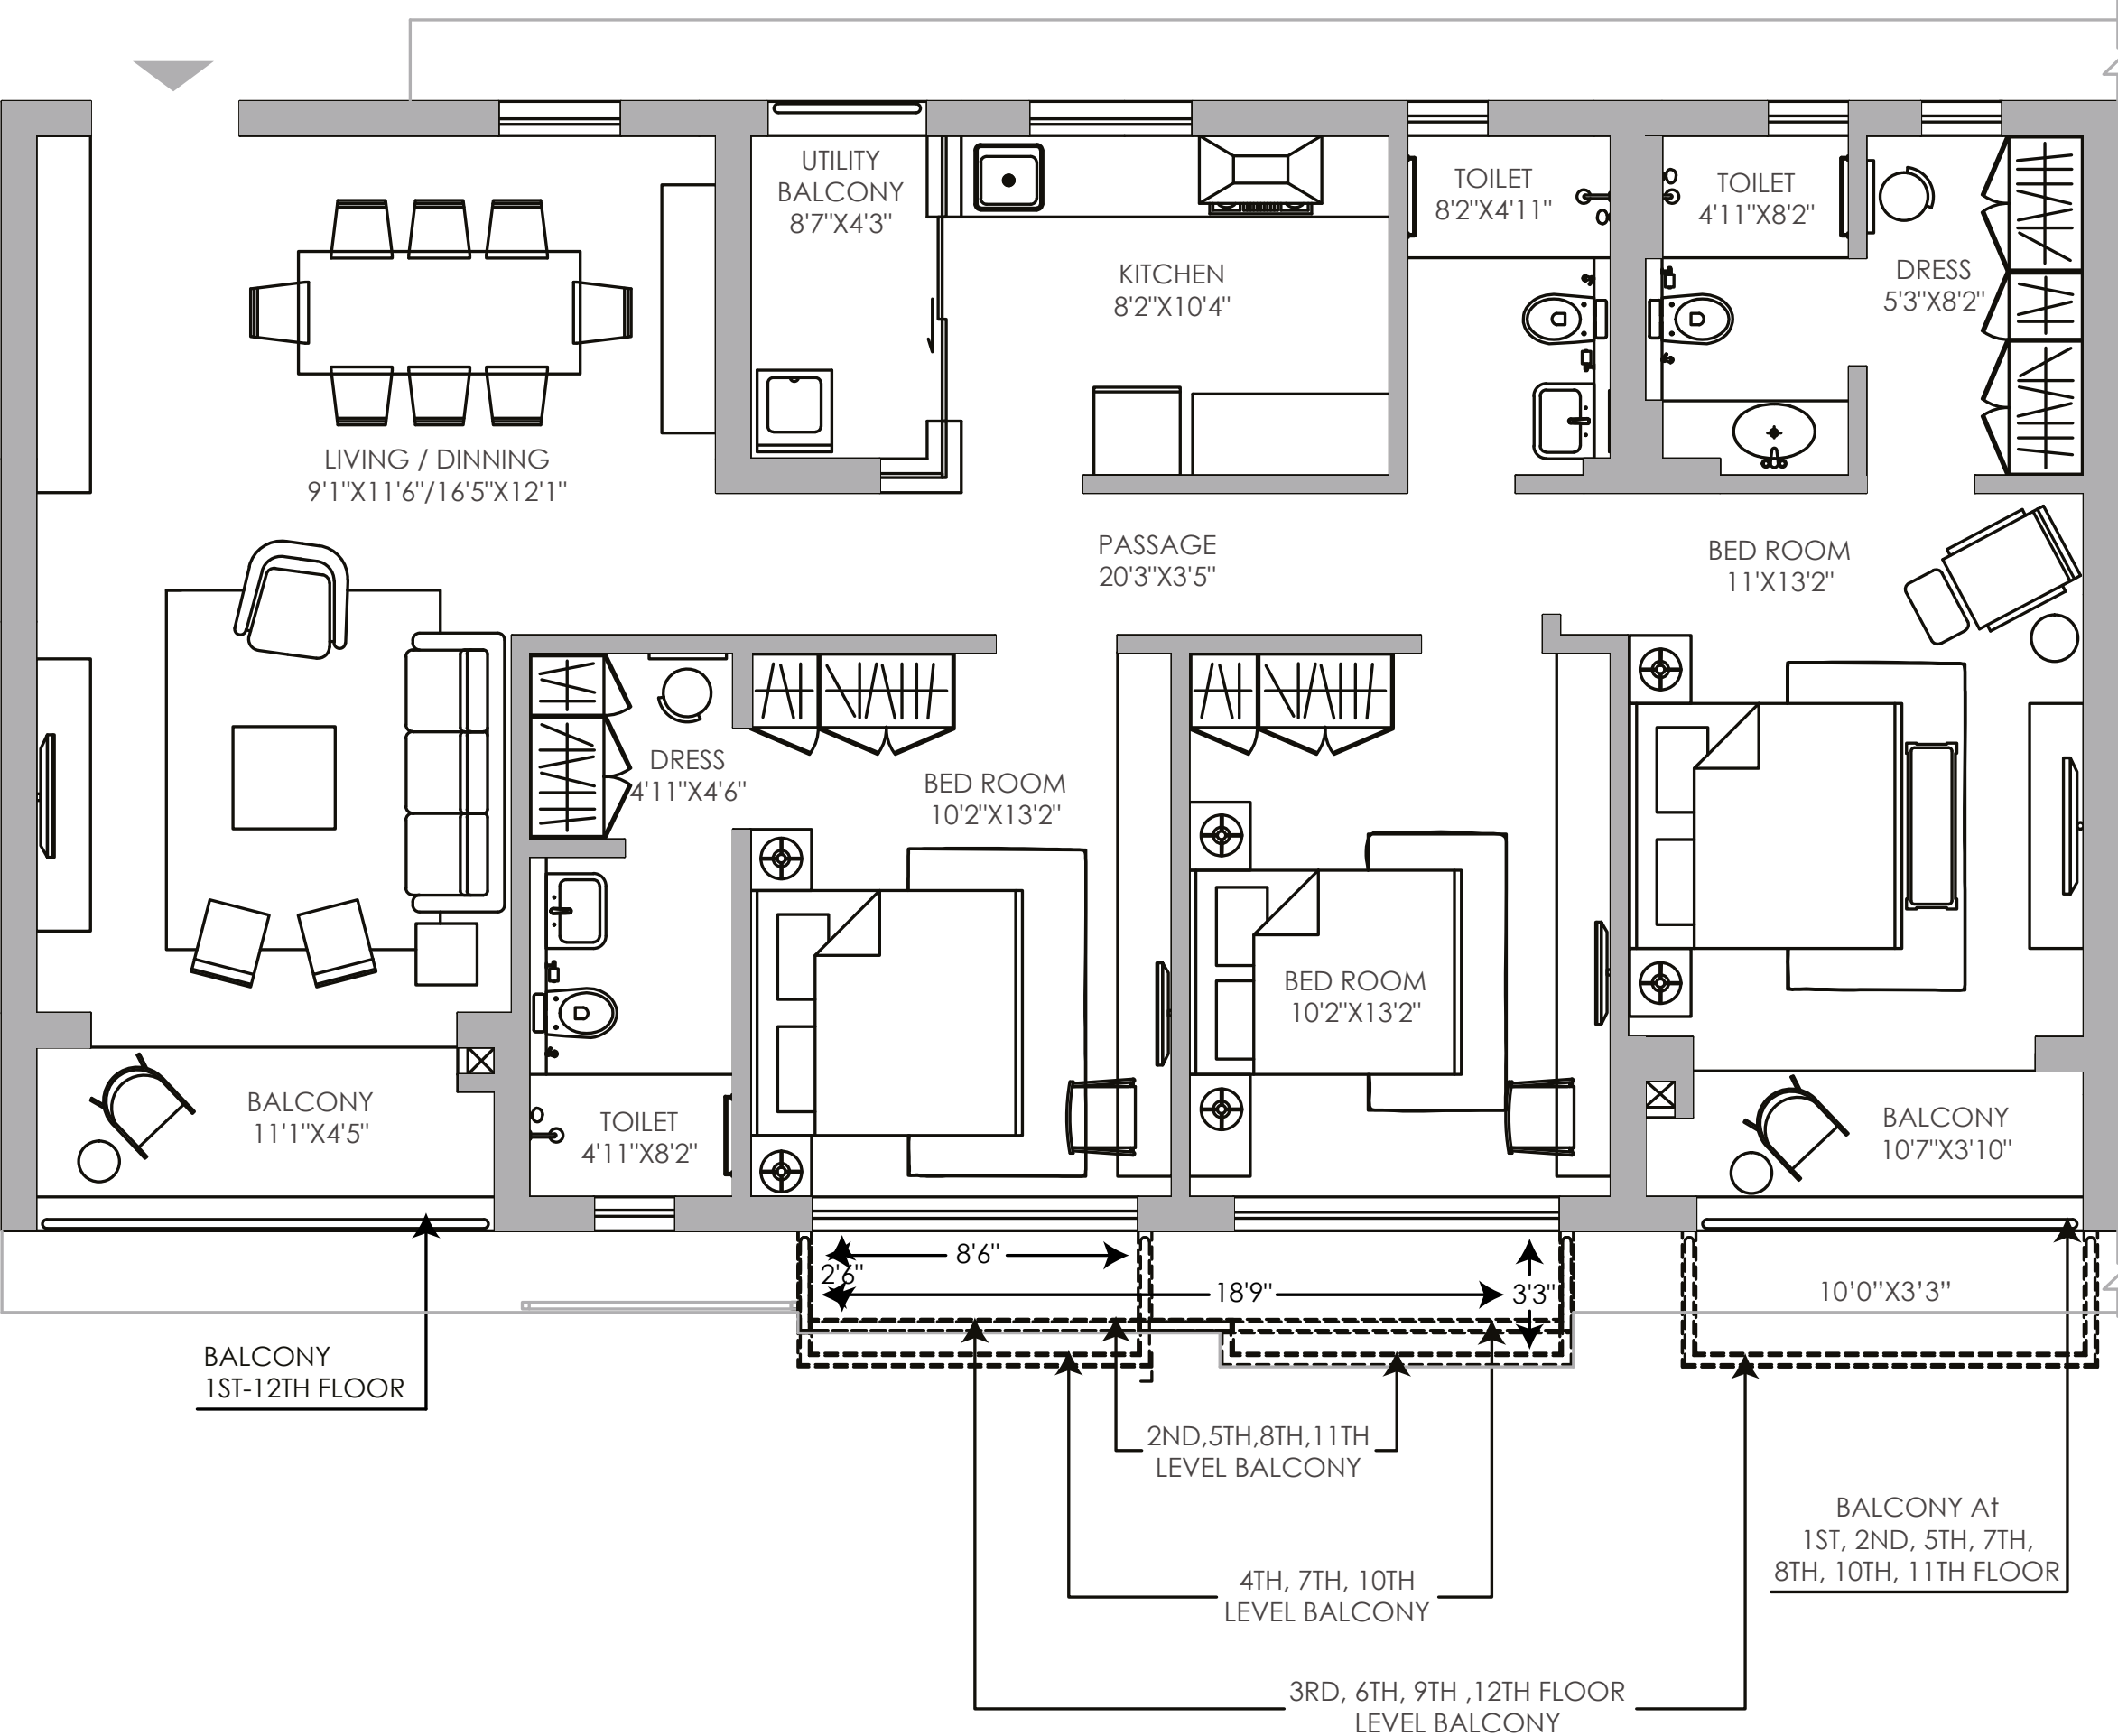 UTILITY
BALCONY
8'7"X4'3"
TOILET
8'2"X4'11"
TOILET
4'11"X8'2"
KITCHEN
8'2"X10'4"
DRESS
5'3"X8'2"
LIVING / DINNING
9'1"X11'6"/16'5"X12'1"
PASSAGE
20'3"X3'5"
BED ROOM
11'X13'2"
DRESS
4'11"X4'6"
BED ROOM
10'2"X13'2"
BED ROOM
10'2"X13'2"
BALCONY
11'1"X4'5"
TOILET
4'11"X8'2"
BALCONY
10'7"X3'10"
8'6"
2'6"
18'9"
3'3"
10'0"X3'3"
BALCONY
1ST-12TH FLOOR
2ND,5TH,8TH,11TH
LEVEL BALCONY
BALCONY At
1ST, 2ND, 5TH, 7TH,
8TH, 10TH, 11TH FLOOR
4TH, 7TH, 10TH
LEVEL BALCONY
3RD, 6TH, 9TH ,12TH FLOOR
LEVEL BALCONY